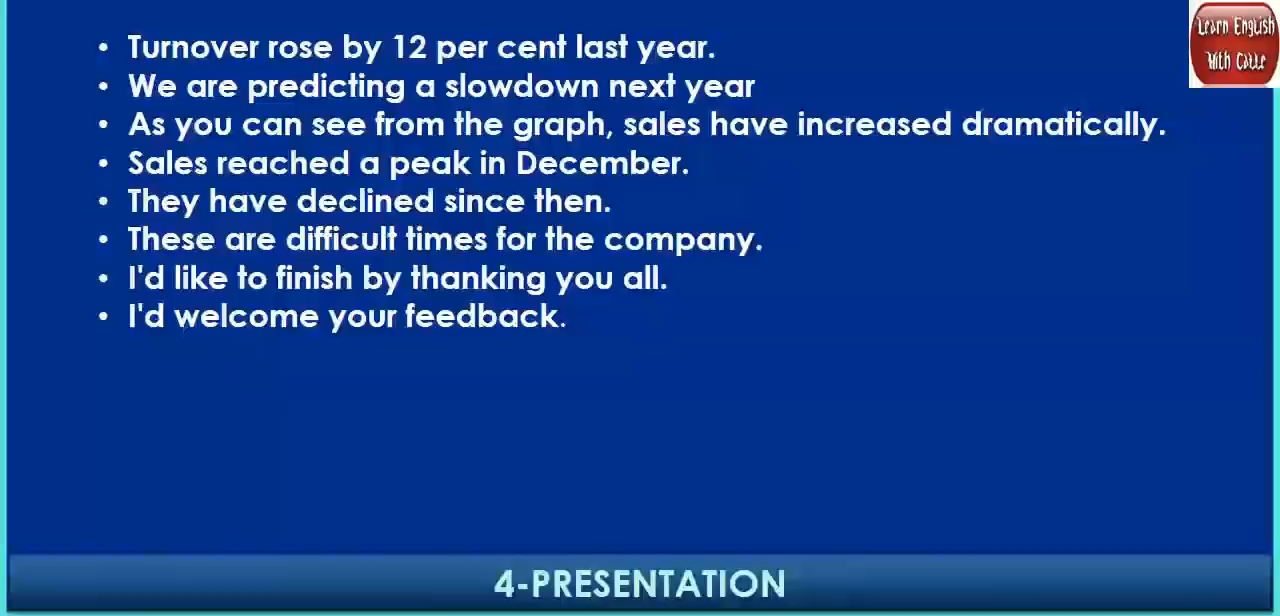 Learn English
With
• Turnover rose by 12 per cent last year.
• We are predicting a slowdown next year
• As you can see from the graph, sales have increased dramatically.
• Sales reached a peak in December.
• They have declined since then.
• These are difficult times for the company.
• I'd like to finish by thanking you all.
• I'd welcome your feedback.
4-PRESENTATION